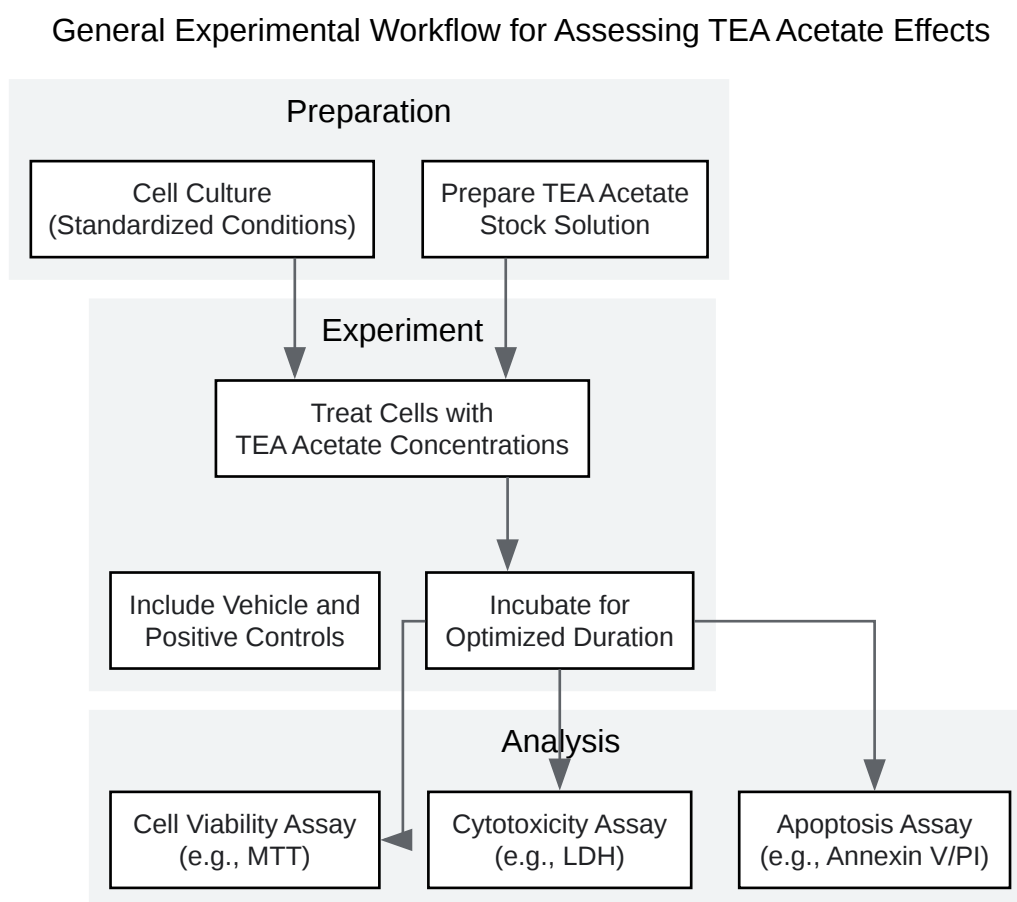 General Experimental Workflow for Assessing TEA Acetate Effects
Preparation
Cell Culture
(Standardized Conditions)
Prepare TEA Acetate
Stock Solution
Experiment
Treat Cells with
TEA Acetate Concentrations
Include Vehicle and
Positive Controls
Incubate for
Optimized Duration
Analysis
Cell Viability Assay
(e.g., MTT)
Cytotoxicity Assay
(e.g., LDH)
Apoptosis Assay
(e.g., Annexin V/PI)